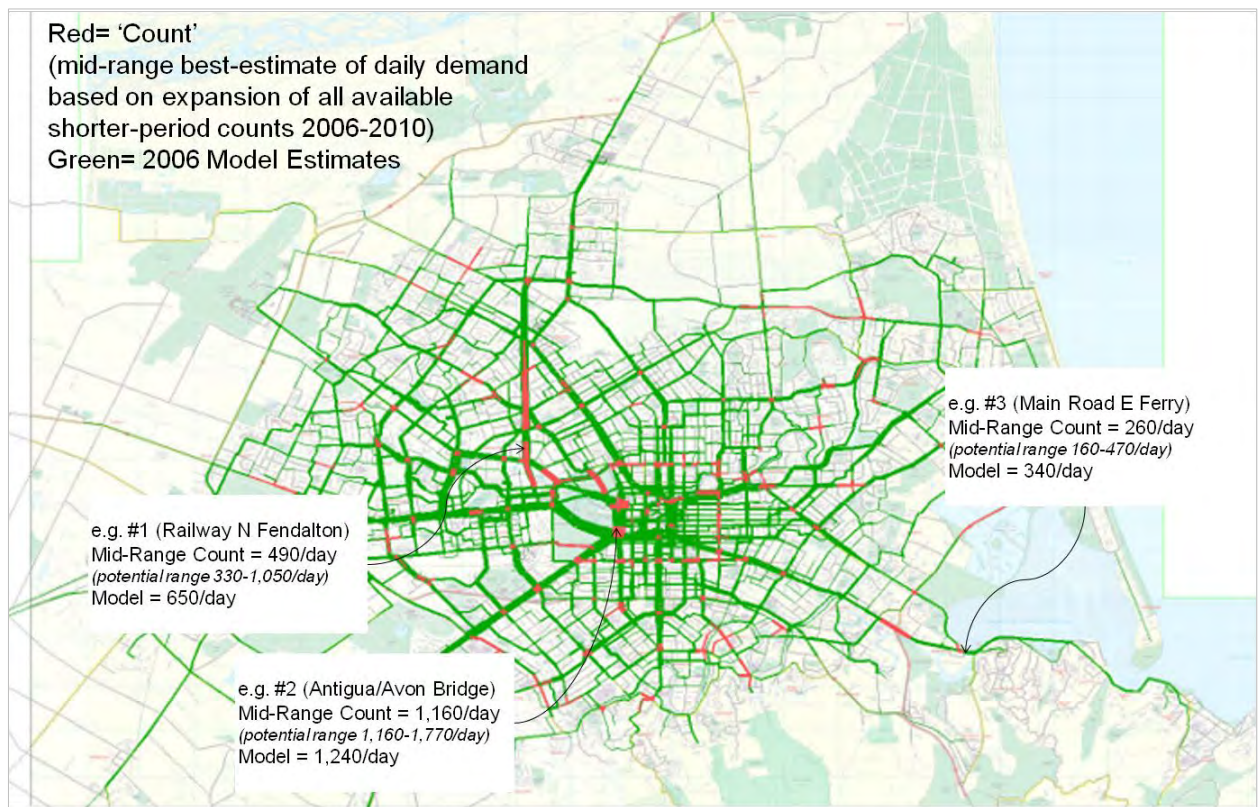 Red= ‘Count’
(mid-range best-estimate of daily demand
based on expansion of all available
shorter-period counts 2006-2010)
Green= 2006 Model Estimates
e.g. #3 (Main Road E Ferry)
Mid-Range Count = 260/day
(potential range 160-470/day)
Model = 340/day
e.g. #1 (Railway N Fendalton)
Mid-Range Count = 490/day
(potential range 330-1,050/day)
Model = 650/day
e.g. #2 (Antigua/Avon Bridge)
Mid-Range Count = 1,160/day
(potential range 1,160-1,770/day)
Model = 1,240/day